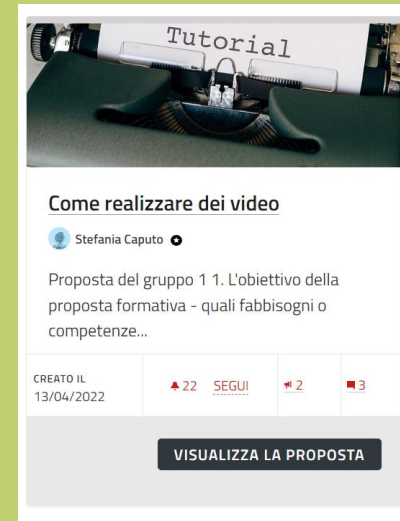 Tutorial
Come realizzare dei video
Stefania Caputo
Proposta del gruppo 1 1. L'obiettivo della
proposta formativa - quali fabbisogni o
competenze...
CREATO IL
13/04/2022
22 SEGUI 2 3
VISUALIZZA LA PROPOSTA